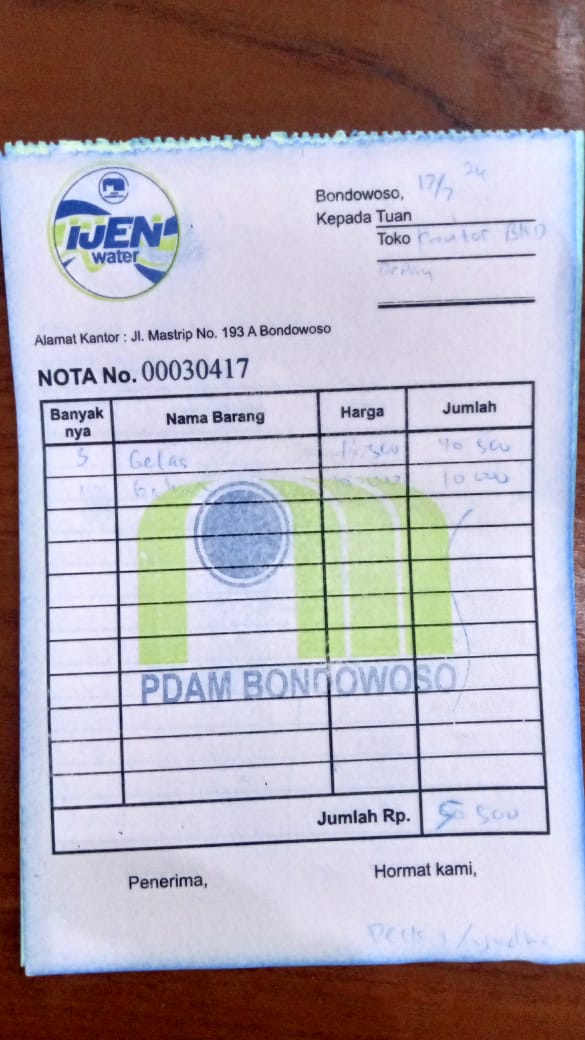 IJEN
water
Bondowoso, 17/7 24
Kepada Tuan
Toko Kantor BKD
Depan
Alamat Kantor : Jl. Mastrip No. 193 A Bondowoso
NOTA No. 00030417
Banyak nya Nama Barang Harga Jumlah
3 Gelas 13.500 40 500
1 10 000 10 000
PDAM BONDOWOSO
Jumlah Rp. 50 500
Penerima, Hormat kami,